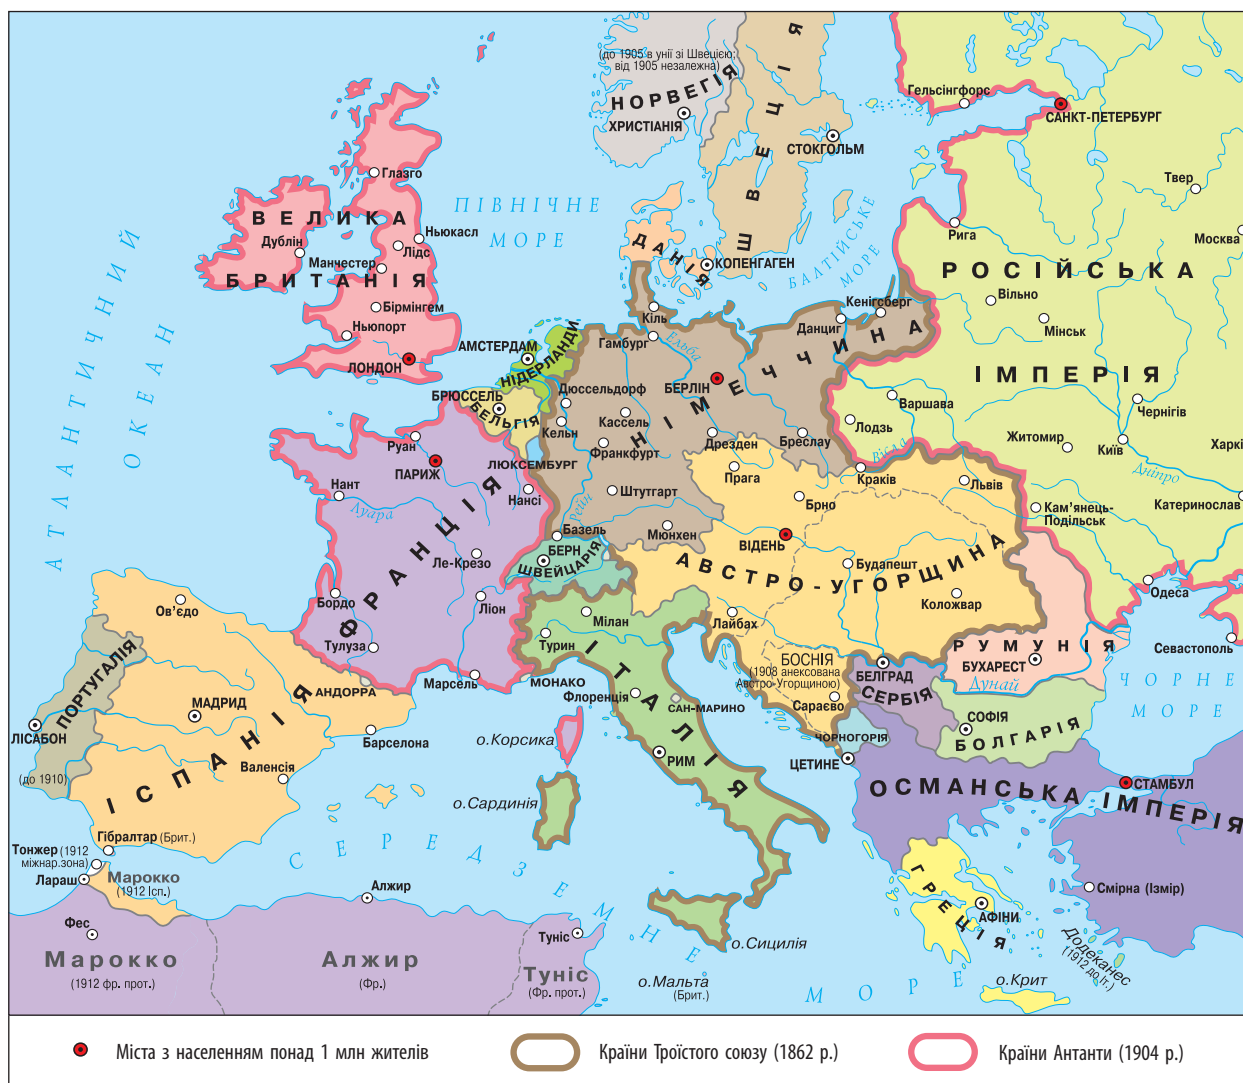 (до 1905 в унії зі Швецією;
від 1905 незалежна)
НОРВЕГІЯ
ХРИСТІАНІЯ
ШВЕЦІЯ
СТОКГОЛЬМ
Гельсінгфорс
САНКТ-ПЕТЕРБУРГ
Твер
Москва
Рига
РОСІЙСЬКА
ІМПЕРІЯ
Вільно
Мінськ
Чернігів
Київ
Житомир
Харкі
Дніпро
Катеринослав
Варшава
Лодзь
Вісла
Кам'янець-
Подільськ
Одеса
Севастополь
ЧОРНЕ
МОРЕ
Глазго
ВЕЛИКА
БРИТАНІЯ
Дублін
Ньюкасл
Лідс
Манчестер
Бірмінгем
Ньюпорт
ЛОНДОН
ПІВНІЧНЕ
МОРЕ
АТЛАНТИЧНИЙ
ОКЕАН
ДАНІЯ
КОПЕНГАГЕН
БАЛТІЙСЬКЕ
МОРЕ
Кенігсберг
Данциг
Кіль
Гамбург
Ельба
АМСТЕРДАМ
НІДЕРЛАНДИ
БРЮССЕЛЬ
БЕЛЬГІЯ
ЛЮКСЕМБУРГ
НІМЕЧЧИНА
БЕРЛІН
Дюссельдорф
Кассель
Кельн
Франкфурт
Дрезден
Бреслау
Штутгарт
Рейн
Мюнхен
Базель
БЕРН
ШВЕЙЦАРІЯ
Руан
ПАРИЖ
Нант
Луара
Нансі
ФРАНЦІЯ
Ле-Крезо
Бордо
Ліон
Тулуза
Марсель
МОНАКО
АНДОРРА
Прага
Брно
Краків
Львів
ВІДЕНЬ
АВСТРО-УГОРЩИНА
Будапешт
Коложвар
Лайбах
БОСНІЯ
(1908 анексована
Австро-Угорщиною)
Сараєво
РУМУНІЯ
БУХАРЕСТ
Дунай
БЕЛГРАД
СЕРБІЯ
СОФІЯ
БОЛГАРІЯ
ЧОРНОГОРІЯ
ЦЕТИНЕ
Мілан
Турин
ІТАЛІЯ
Флоренція
САН-МАРИНО
РИМ
о.Корсика
о.Сардинія
о.Сицилія
о.Мальта
(Брит.)
Ов'єдо
ПОРТУГАЛІЯ
ЛІСАБОН
(до 1910)
МАДРИД
ІСПАНІЯ
Барселона
Валенсія
Гібралтар (Брит.)
Тонжер (1912
міжнар.зона)
Лараш
Марокко
(1912 Ісп.)
Фес
Марокко
(1912 фр. прот.)
Алжир
Алжир
(Фр.)
Туніс
Туніс
(Фр. прот.)
СЕРЕДЗЕМНЕ
МОРЕ
ОСМАНСЬКА ІМПЕРІЯ
СТАМБУЛ
Смірна (Ізмір)
ГРЕЦІЯ
АФІНИ
Додеканес
(1912 до Іт.)
о.Крит
Міста з населенням понад 1 млн жителів
Країни Троїстого союзу (1862 р.)
Країни Антанти (1904 р.)